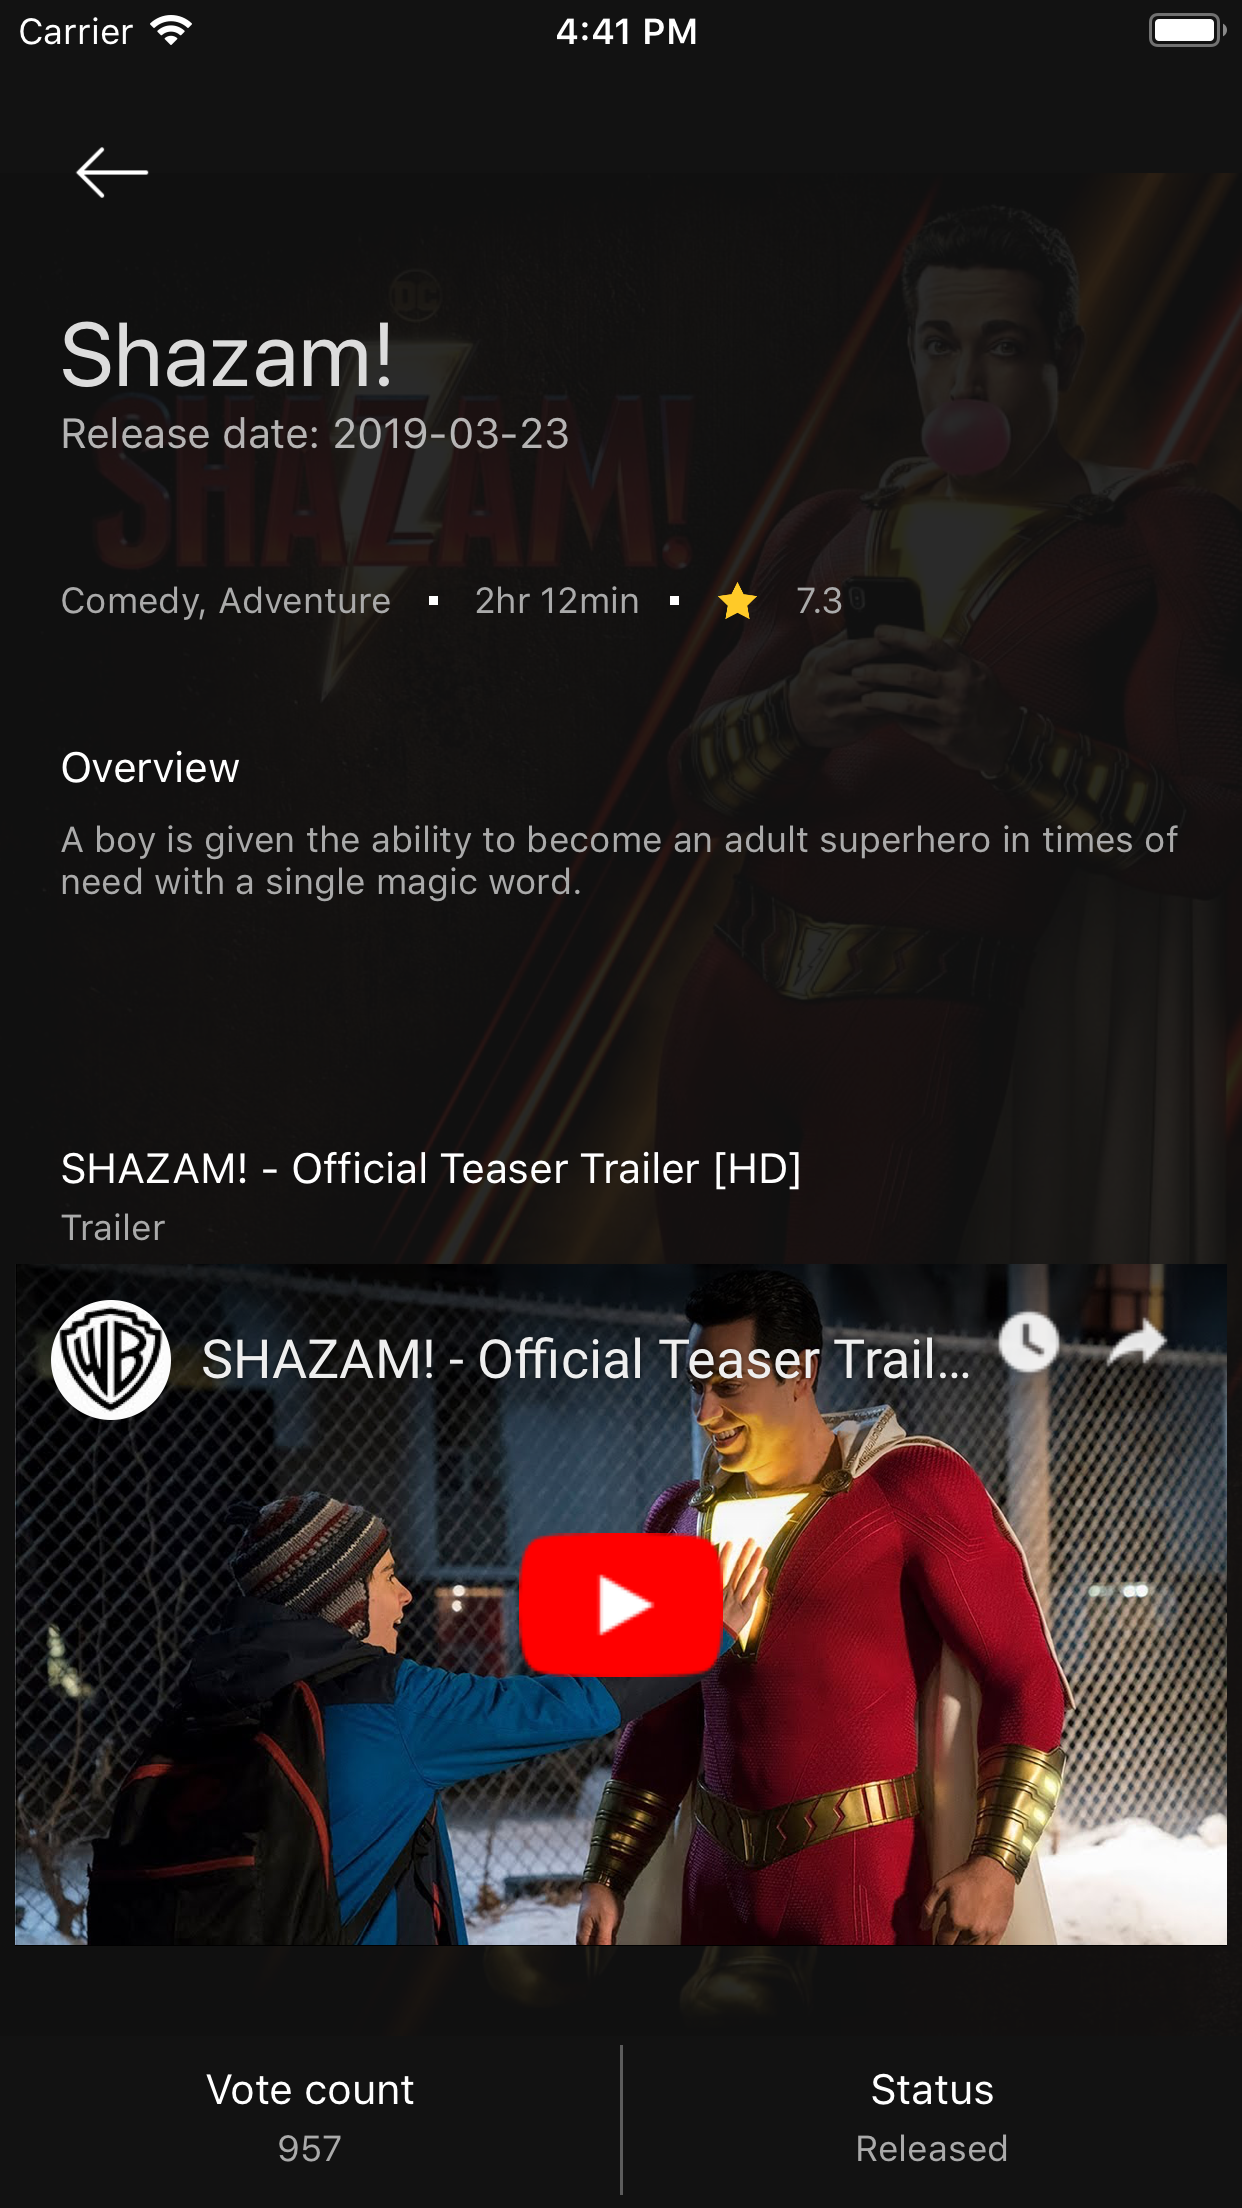 Carrier 4:41 PM
DC
Shazam!
SHAZAM!
Release date: 2019-03-23
Comedy, Adventure ▪ 2hr 12min ▪ 7.3
Overview
A boy is given the ability to become an adult superhero in times of
need with a single magic word.
SHAZAM! - Official Teaser Trailer [HD]
Trailer
WB
SHAZAM! - Official Teaser Trail...
Vote count
957
Status
Released